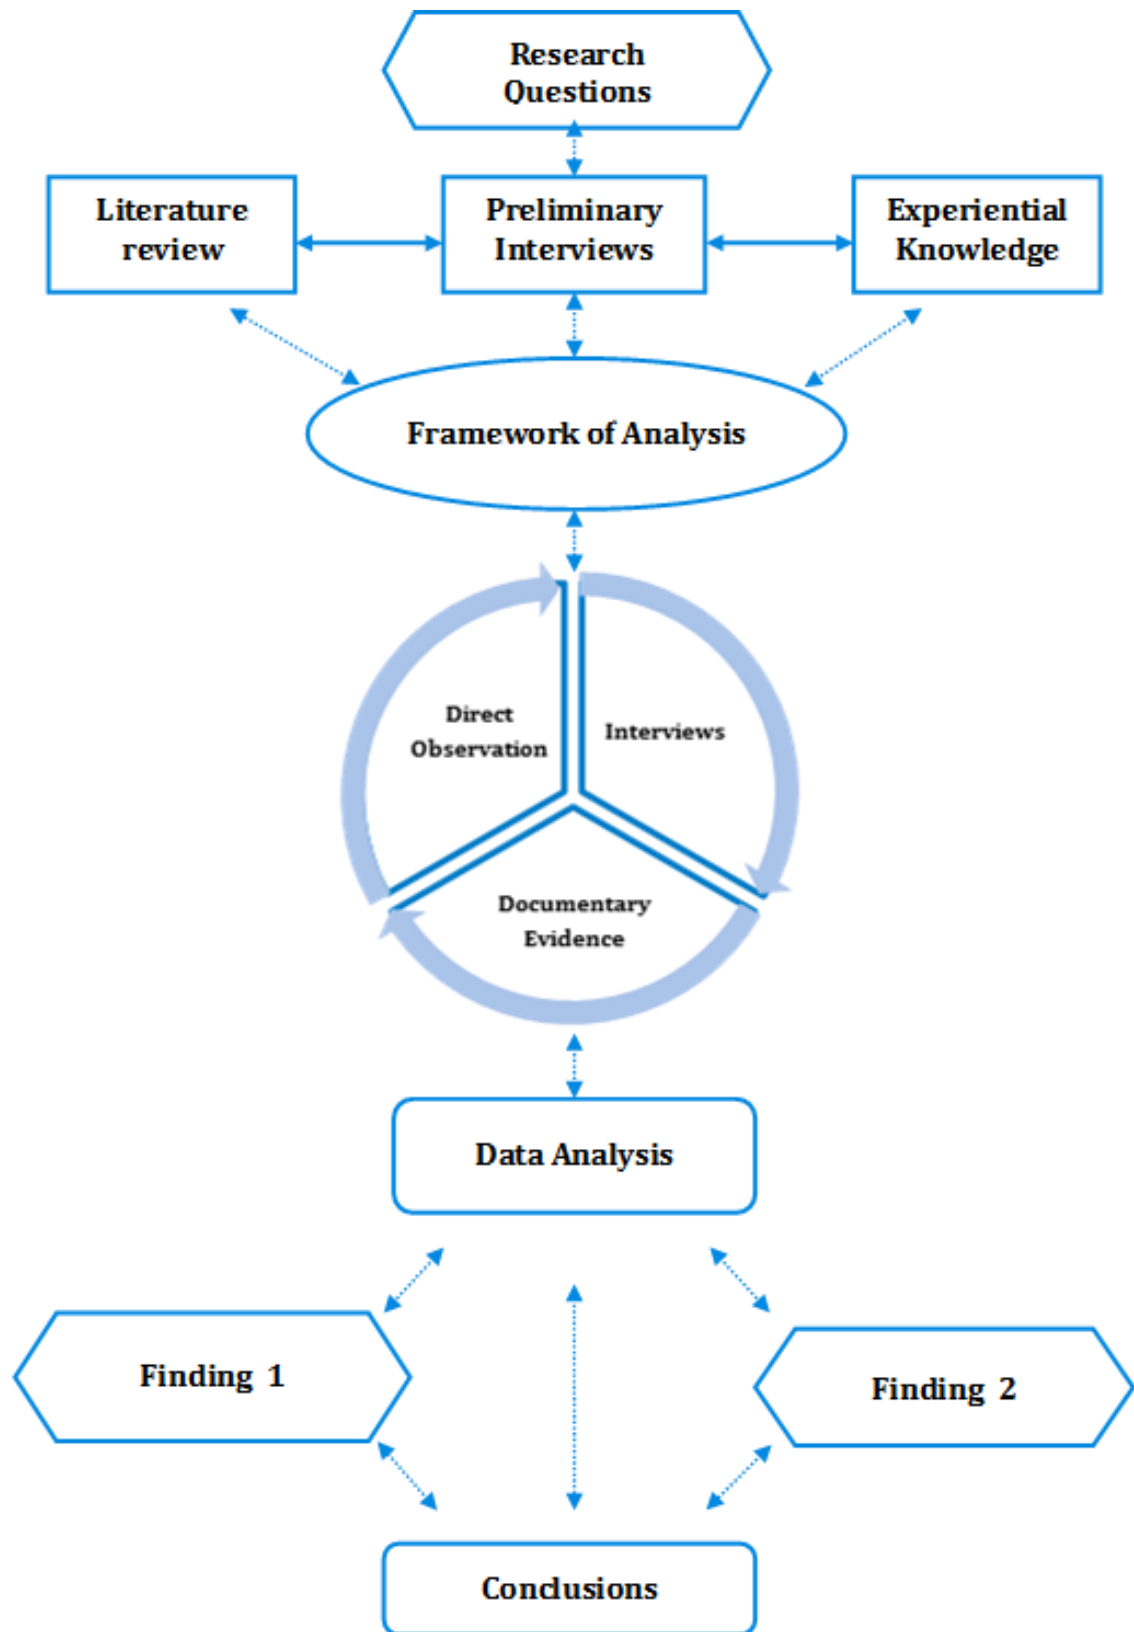 Research
Questions
Literature
review
Preliminary
Interviews
Experiential
Knowledge
Framework of Analysis
Direct
Observation
Interviews
Documentary
Evidence
Data Analysis
Finding 1
Finding 2
Conclusions